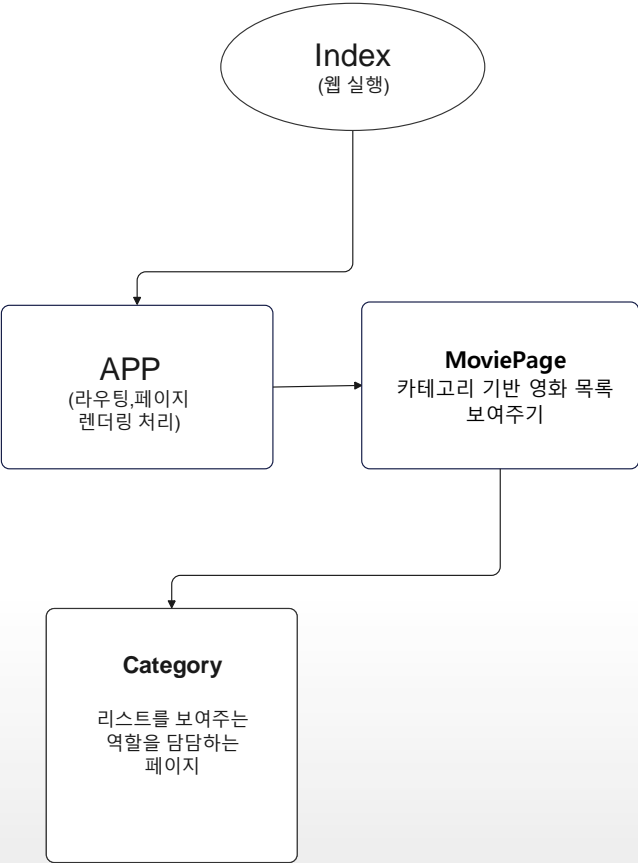 Index
(웹 실행)
APP
(라우팅,페이지
렌더링 처리)
MoviePage
카테고리 기반 영화 목록
보여주기
Category
리스트를 보여주는
역할을 담담하는
페이지